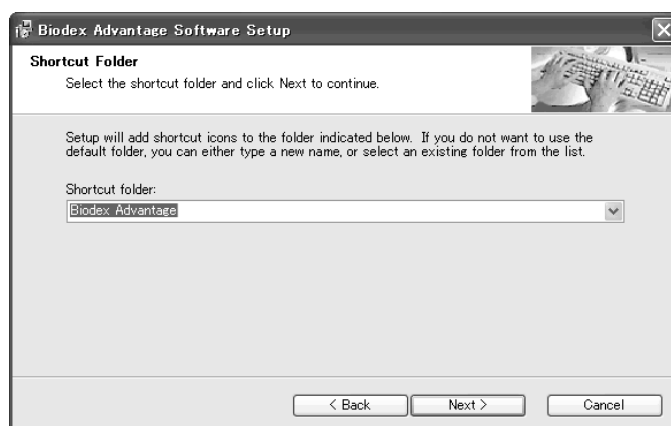 Biodex Advantage Software Setup
Shortcut Folder
Select the shortcut folder and click Next to continue.
Setup will add shortcut icons to the folder indicated below. If you do not want to use the
default folder, you can either type a new name, or select an existing folder from the list.
Shortcut folder:
Biodex Advantage
< Back Next > Cancel